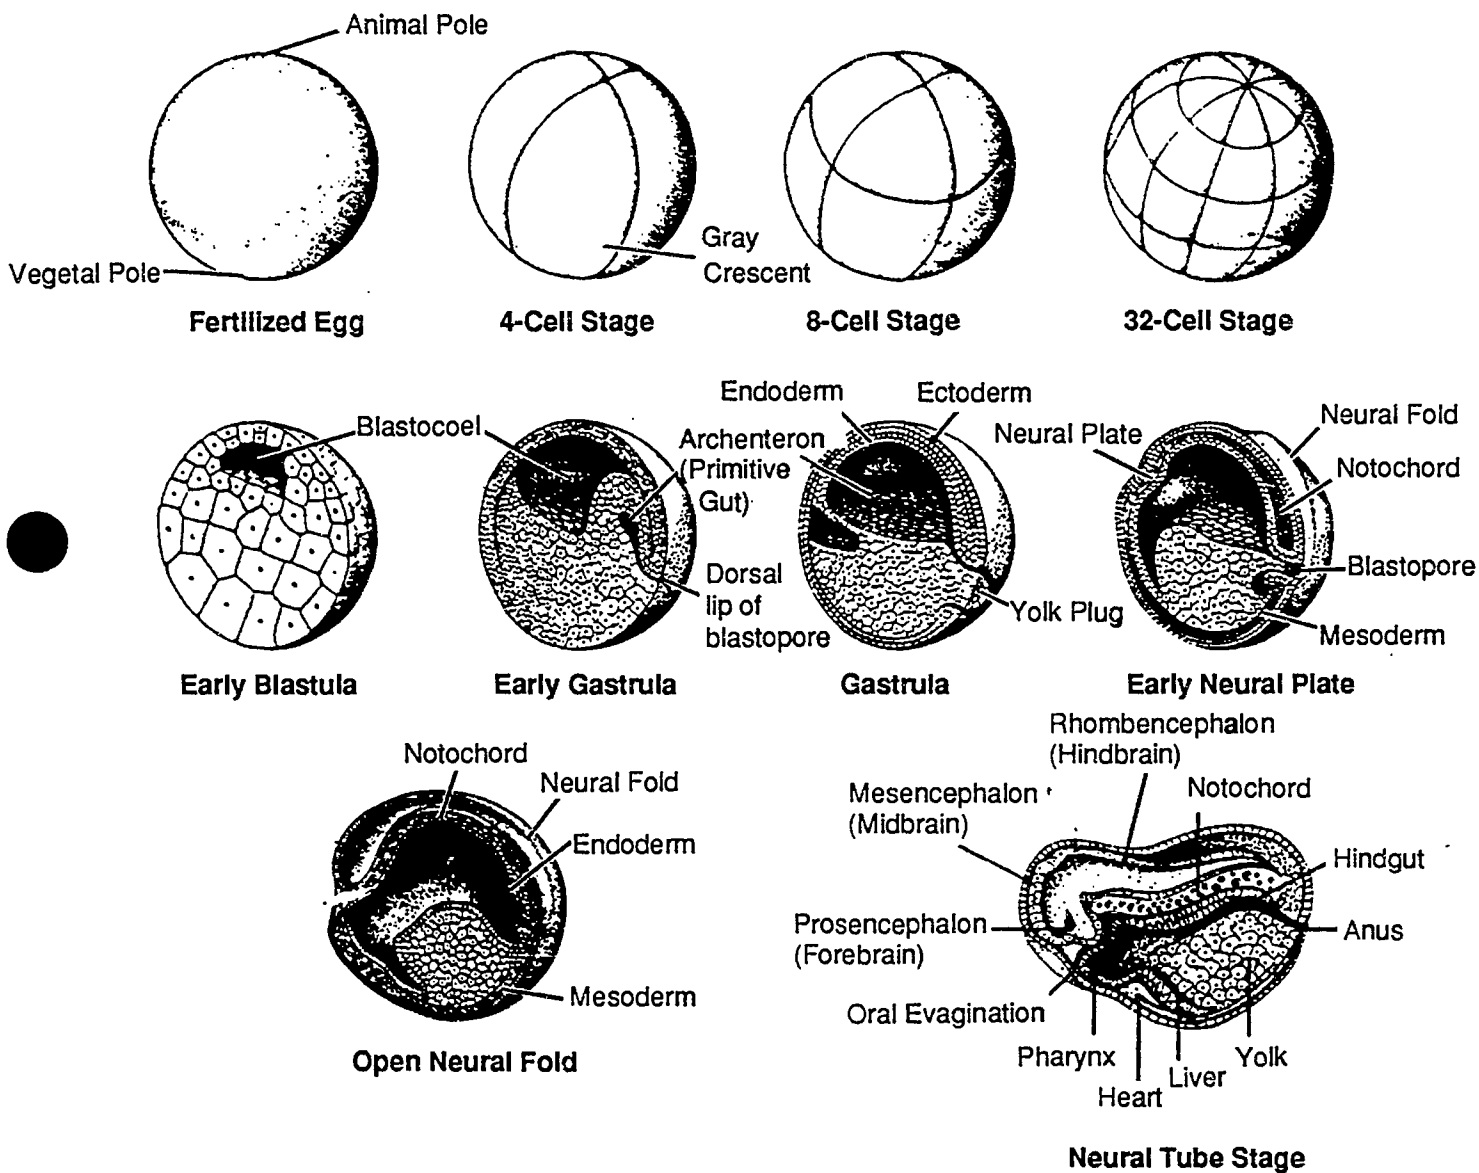 Animal Pole
Vegetal Pole
Gray
Crescent
Fertilized Egg
4-Cell Stage
8-Cell Stage
32-Cell Stage
Blastocoel
Endoderm
Ectoderm
Archenteron
(Primitive
Gut)
Dorsal
lip of
blastopore
Yolk Plug
Neural Plate
Neural Fold
Notochord
Blastopore
Mesoderm
Early Blastula
Early Gastrula
Gastrula
Early Neural Plate
Notochord
Neural Fold
Endoderm
Mesoderm
Open Neural Fold
Rhombencephalon
(Hindbrain)
Mesencephalon
(Midbrain)
Notochord
Hindgut
Prosencephalon
(Forebrain)
Anus
Oral Evagination
Pharynx
Heart
Liver
Yolk
Neural Tube Stage